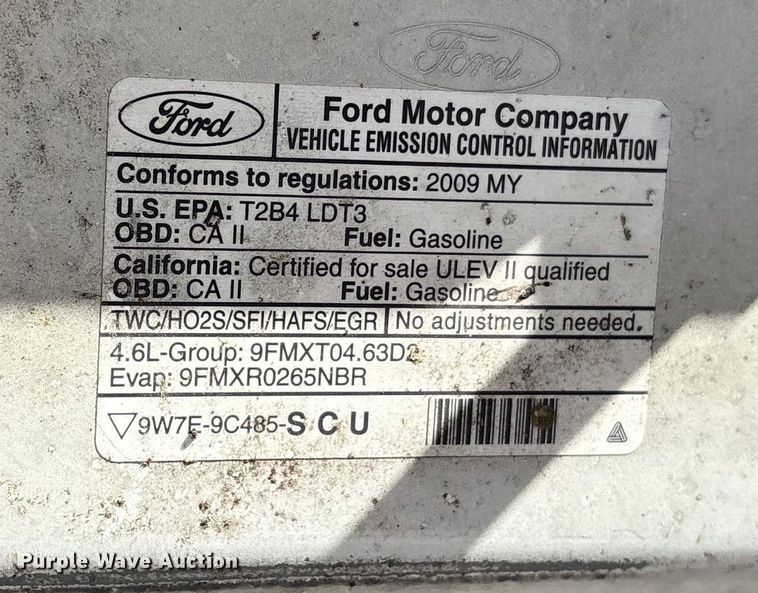 Ford
Ford
Ford Motor Company
VEHICLE EMISSION CONTROL INFORMATION
Conforms to regulations: 2009 MY
U.S. EPA: T2B4 LDT3
OBD: CA II Fuel: Gasoline
California: Certified for sale ULEV II qualified
OBD: CA II Fuel: Gasoline
TWC/HO2S/SFI/HAFS/EGR No adjustments needed.
4.6L-Group: 9FMXT04.63D2
Evap: 9FMXR0265NBR
9W7E-9C485-SCU
Purple Wave Auction